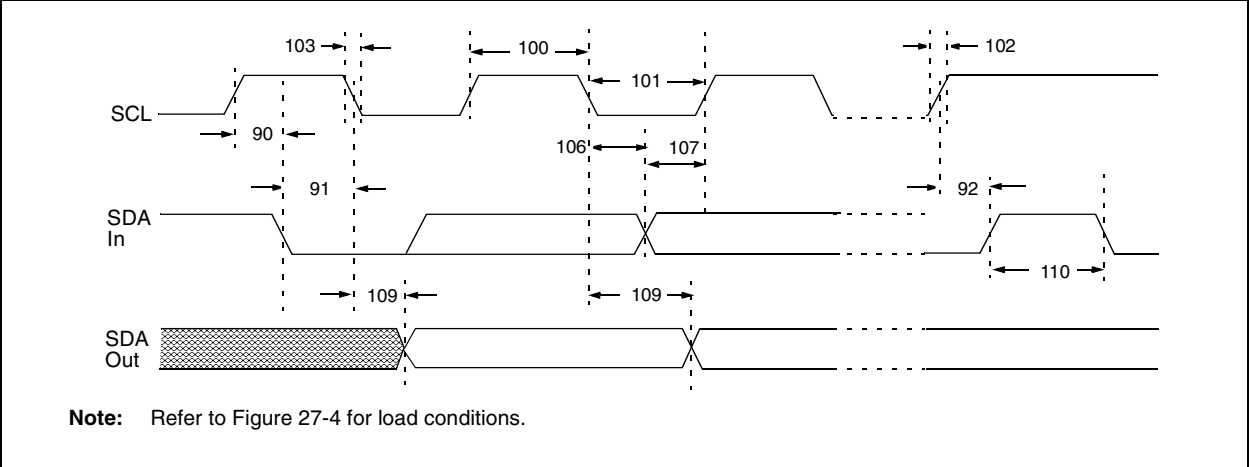 103
100
102
101
SCL
90
106
107
91
92
SDA
In
110
109
109
SDA
Out
Note: Refer to Figure 27-4 for load conditions.